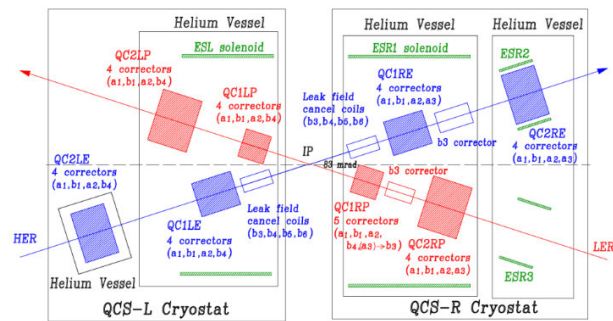 Helium Vessel
ESL solenoid
QC2LP
4 correctors
(a1,b1,a2,b4)
QC1LP
4 correctors
(a1,b1,a2,b4)
QC2LE
4 correctors
(a1,b1,a2,b4)
Leak field
cancel coils
(b3,b4,b5,b6)
IP
QC1LE
4 correctors
(a1,b1,a2,b4)
Leak field
cancel coils
(b3,b4,b5,b6)
HER
Helium Vessel
QCS-L Cryostat
Helium Vessel
ESR1 solenoid
QC1RE
4 correctors
(a1,b1,a2,a3)
b3 corrector
83 mrad
b3 corrector
QC1RP
5 correctors
(a1,b1,a2,
b4,(a3)→b3)
QC2RP
4 correctors
(a1,b1,a2,a3)
Helium Vessel
ESR2
QC2RE
4 correctors
(a1,b1,a2,a3)
LER
ESR3
QCS-R Cryostat